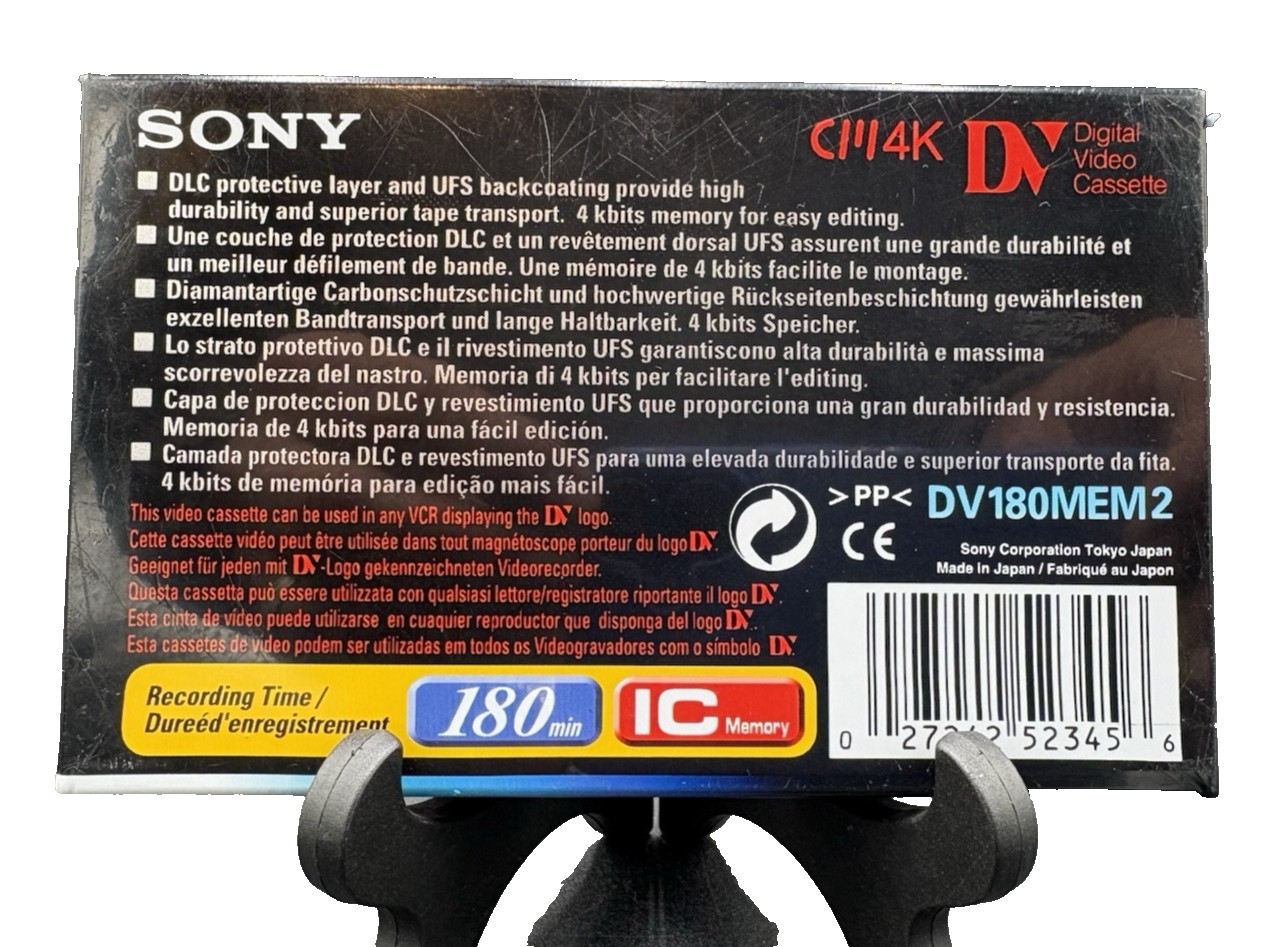 SONY
CIII4K DV Digital Video Cassette
DLC protective layer and UFS backcoating provide high
durability and superior tape transport. 4 kbits memory for easy editing.
Une couche de protection DLC et un revêtement dorsal UFS assurent une grande durabilité et
un meilleur défilement de bande. Une mémoire de 4 kbits facilite le montage.
Diamantartige Carbonschutzschicht und hochwertige Rückseitenbeschichtung gewährleisten
exzellenten Bandtransport und lange Haltbarkeit. 4 kbits Speicher.
Lo strato protettivo DLC e il rivestimento UFS garantiscono alta durabilità e massima
scorrevolezza del nastro. Memoria di 4 kbits per facilitare l'editing.
Capa de proteccion DLC y revestimiento UFS que proporciona una gran durabilidad y resistencia.
Memoria de 4 kbits para una fácil edición.
Camada protectora DLC e revestimento UFS para uma elevada durabilidade e superior transporte da fita.
4 kbits de memória para edição mais fácil.
This video cassette can be used in any VCR displaying the DV logo.
Cette cassette vidéo peut être utilisée dans tout magnétoscope porteur du logo DV.
Geeignet für jeden mit DV-Logo gekennzeichneten Videorecorder.
Questa cassetta può essere utilizzata con qualsiasi lettore/registratore riportante il logo DV.
Esta cinta de vídeo puede utilizarse en cuaquier reproductor que disponga del logo DV.
Esta cassetes de video podem ser utilizadas em todos os Videogravadores com o símbolo DV.
>PP< DV180MEM2
CE
Sony Corporation Tokyo Japan
Made in Japan / Fabriqué au Japon
Recording Time /
Dureéd'enregistrement
180min
IC Memory
0 27242 52345 6